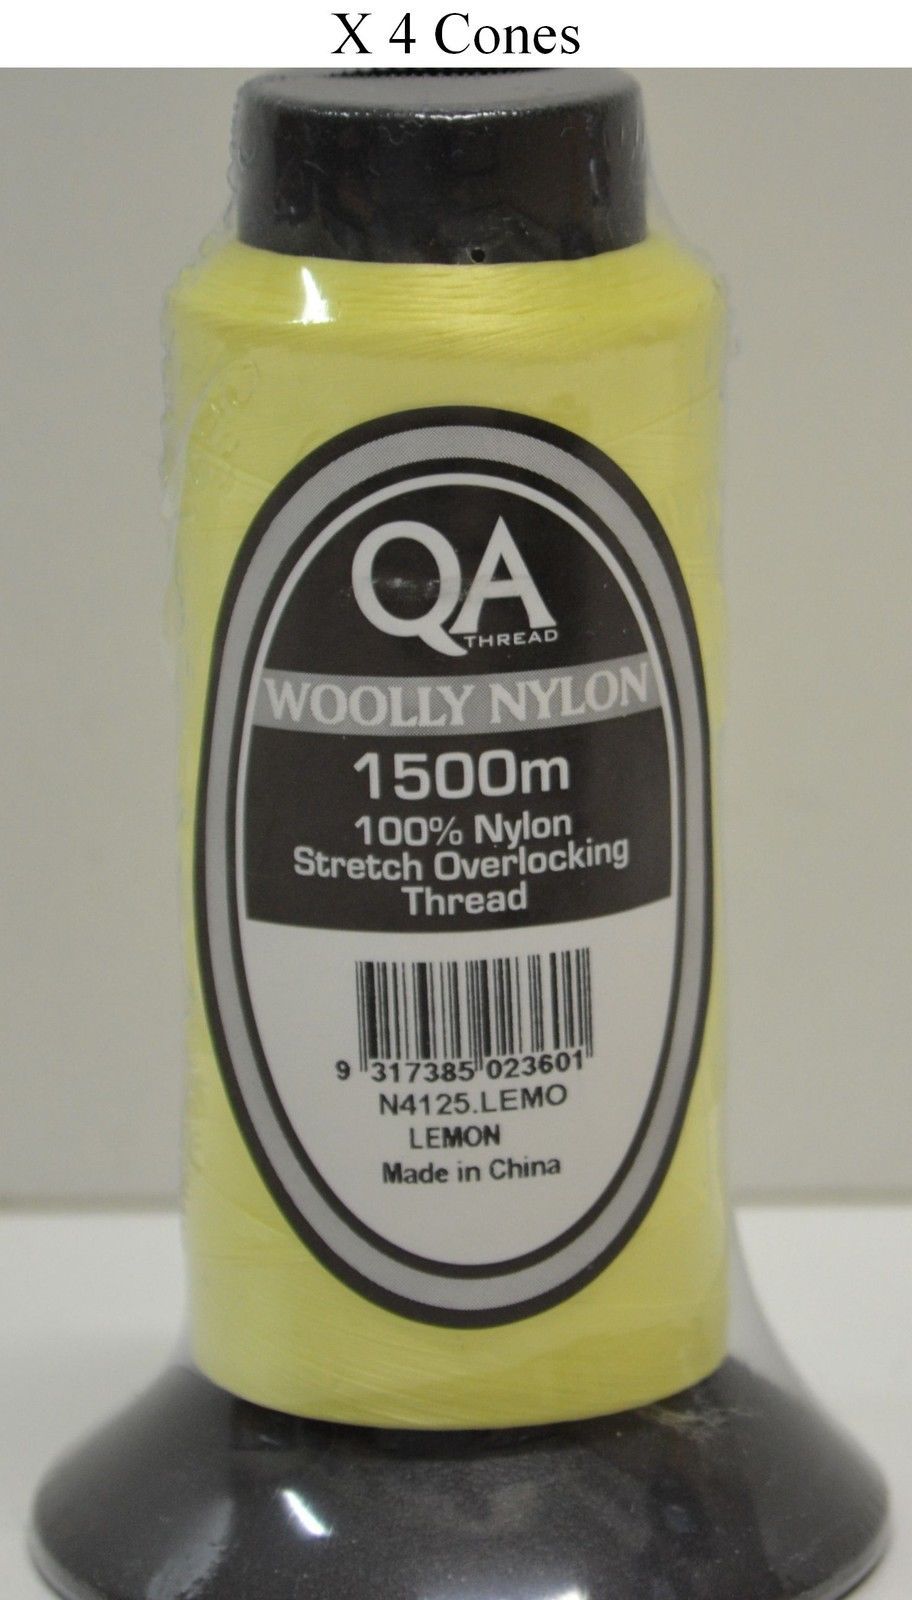 X 4 Cones
QA
THREAD
WOOLLY NYLON
1500m
100% Nylon
Stretch Overlocking
Thread
9 317385 023601
N4125.LEMO
LEMON
Made in China